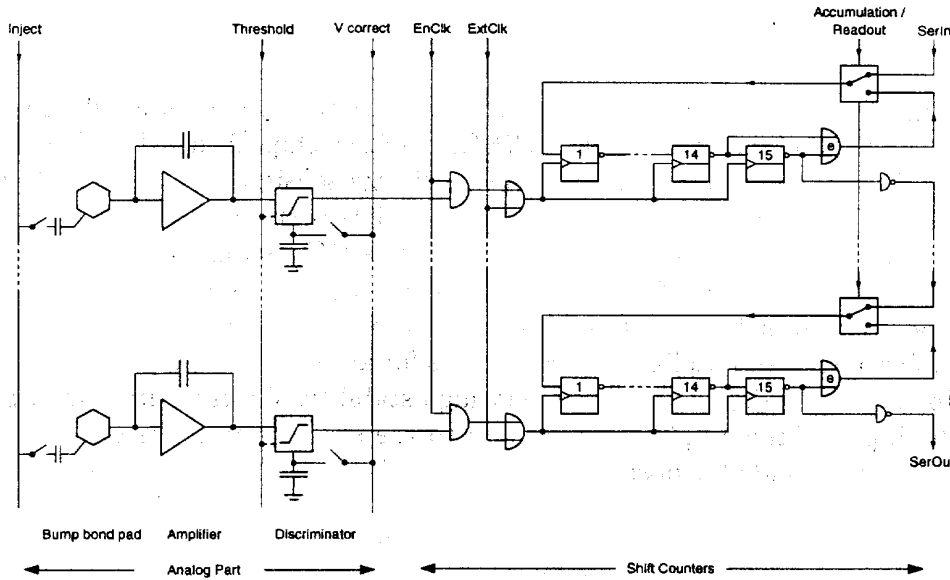 Inject
Threshold
V correct
EnClk
ExtClk
Accumulation /
Readout
SerIn
1
14
15
e
1
14
15
e
SerOu
Bump bond pad
Amplifier
Discriminator
Analog Part
Shift Counters